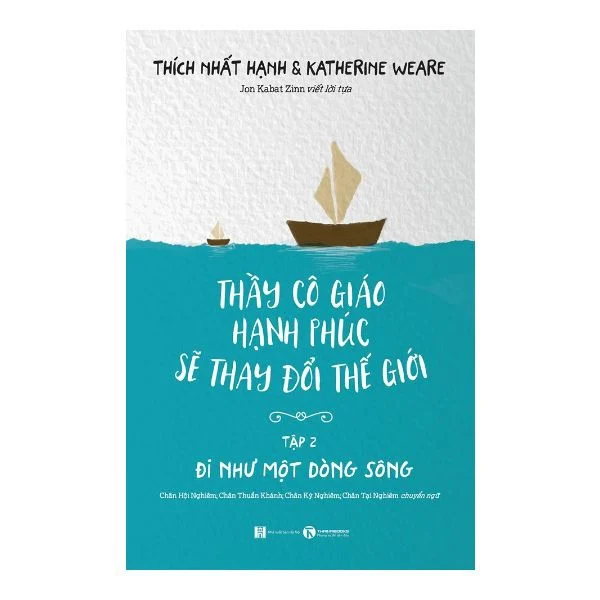 THÍCH NHẤT HẠNH & KATHERINE WEARE
Jon Kabat Zinn viết lời tựa
THẦY CÔ GIÁO
HẠNH PHÚC
SẼ THAY ĐỔI THẾ GIỚI
TẬP 2
ĐI NHƯ MỘT DÒNG SÔNG
Chân Hội Nghiêm; Chân Thuần Khánh; Chân Kỳ Nghiêm; Chân Tại Nghiêm chuyển ngữ
THAIHABOOKS